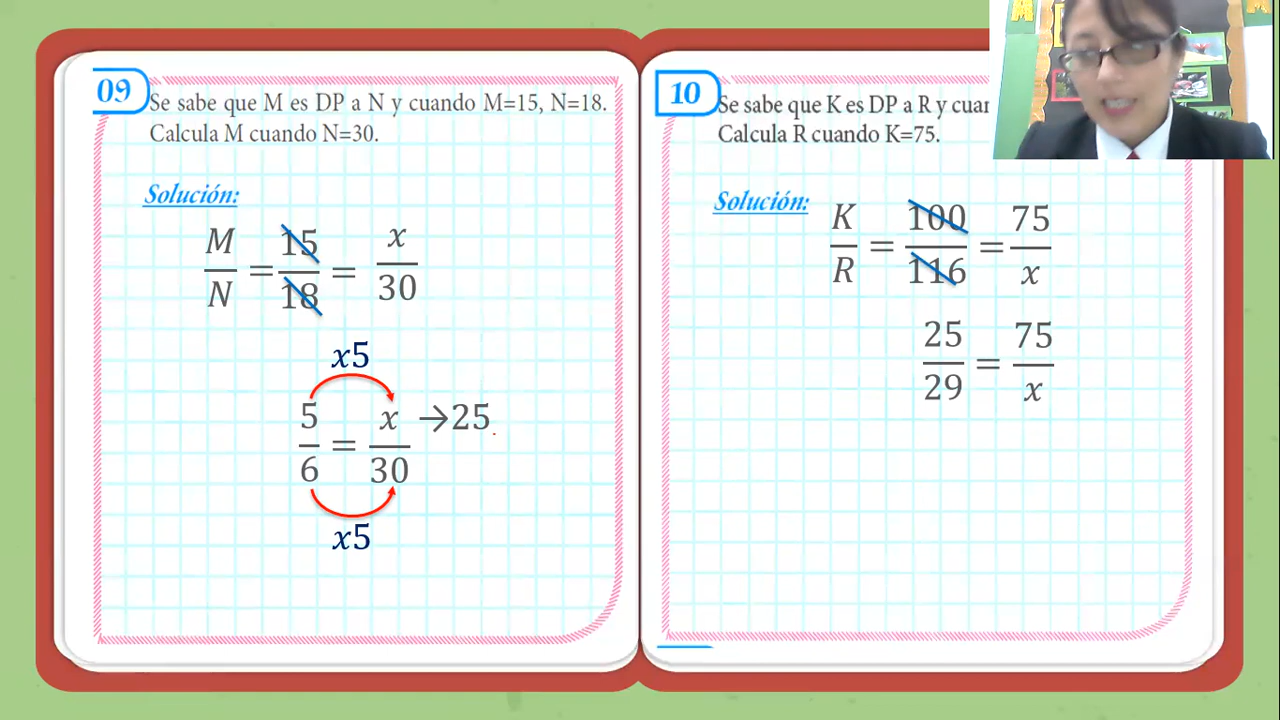 09
Se sabe que M es DP a N y cuando M=15, N=18.
Calcula M cuando N=30.
Solución:
M/N = 15/18 = x/30
x5
5/6 = x/30 →25
x5
10
Se sabe que K es DP a R y
Calcula R cuando K=75.
Solución:
K/R = 100/116 = 75/x
25/29 = 75/x